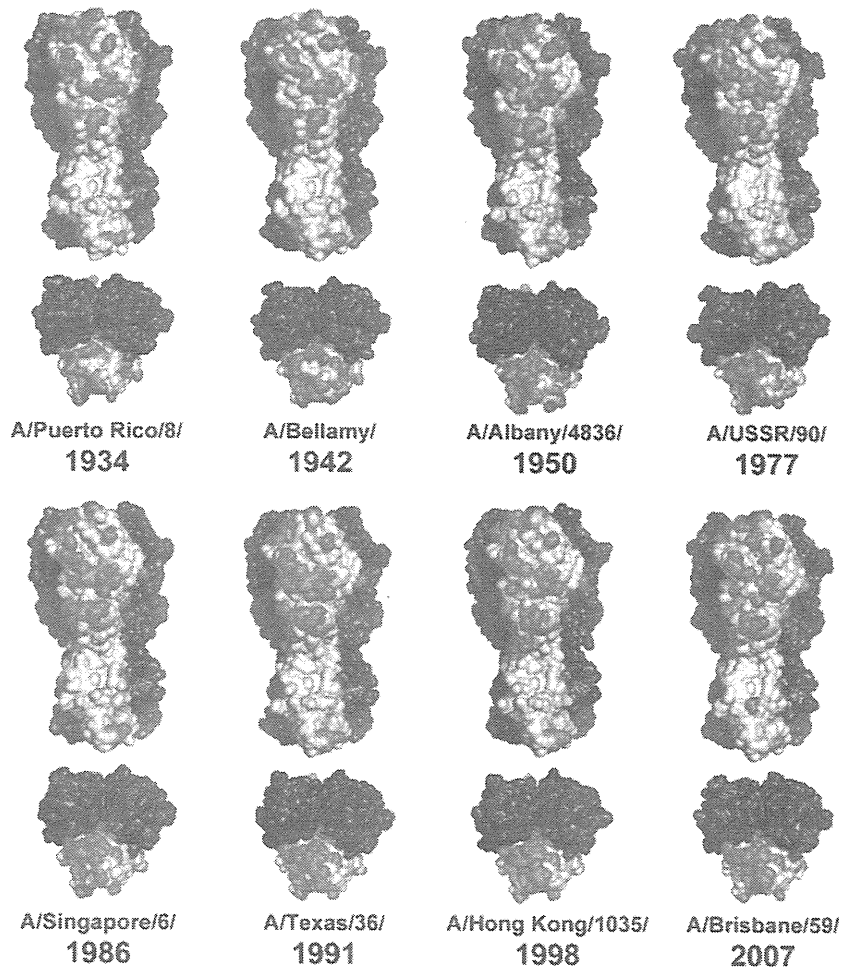 A/Puerto Rico/8/
1934
A/Bellamy/
1942
A/Albany/4836/
1950
A/USSR/90/
1977
A/Singapore/6/
1986
A/Texas/36/
1991
A/Hong Kong/1035/
1998
A/Brisbane/59/
2007